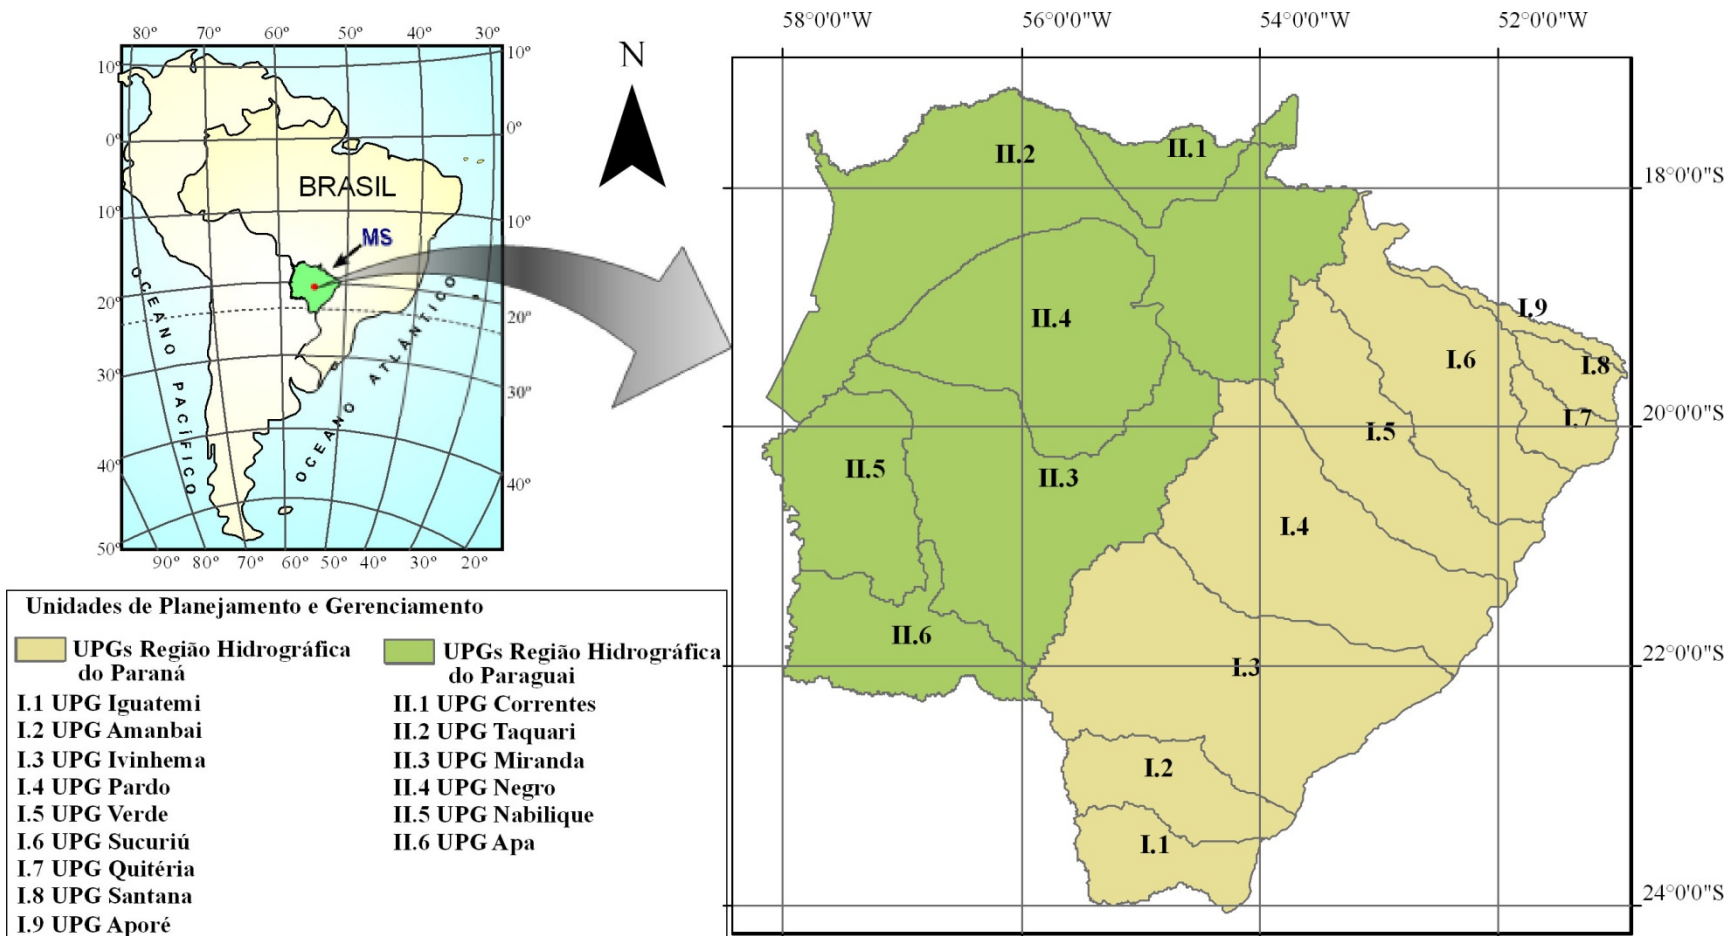 80° 70° 60° 50° 40° 30°
10° 10°
0° 0°
10° 10°
20° 20°
30° 30°
40° 40°
50°
90° 80° 70° 60° 50° 40° 30° 20°
BRASIL
MS
OCEANO PACÍFICO
OCEANO ATLÂNTICO
N
58°0'0"W 56°0'0"W 54°0'0"W 52°0'0"W
18°0'0"S
20°0'0"S
22°0'0"S
24°0'0"S
II.2
II.1
I.9
II.4
I.6
I.8
I.7
I.5
II.5
II.3
I.4
II.6
I.3
I.2
I.1
Unidades de Planejamento e Gerenciamento
UPGs Região Hidrográfica
do Paraná
I.1 UPG Iguatemi
I.2 UPG Amanbai
I.3 UPG Ivinhema
I.4 UPG Pardo
I.5 UPG Verde
I.6 UPG Sucuriú
I.7 UPG Quitéria
I.8 UPG Santana
I.9 UPG Aporé
UPGs Região Hidrográfica
do Paraguai
II.1 UPG Correntes
II.2 UPG Taquari
II.3 UPG Miranda
II.4 UPG Negro
II.5 UPG Nabilique
II.6 UPG Apa